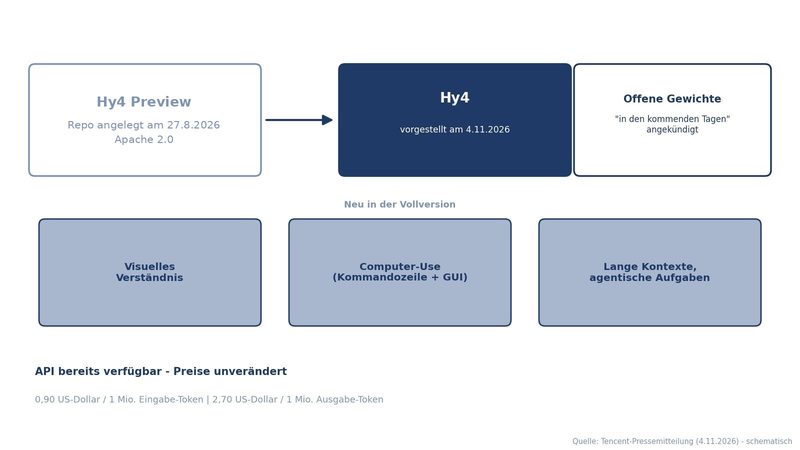 Hy4 Preview
Repo angelegt am 27.8.2026
Apache 2.0
Hy4
vorgestellt am 4.11.2026
Offene Gewichte
"in den kommenden Tagen"
angekündigt
Neu in der Vollversion
Visuelles
Verständnis
Computer-Use
(Kommandozeile + GUI)
Lange Kontexte,
agentische Aufgaben
API bereits verfügbar - Preise unverändert
0,90 US-Dollar / 1 Mio. Eingabe-Token | 2,70 US-Dollar / 1 Mio. Ausgabe-Token
Quelle: Tencent-Pressemitteilung (4.11.2026) - schematisch